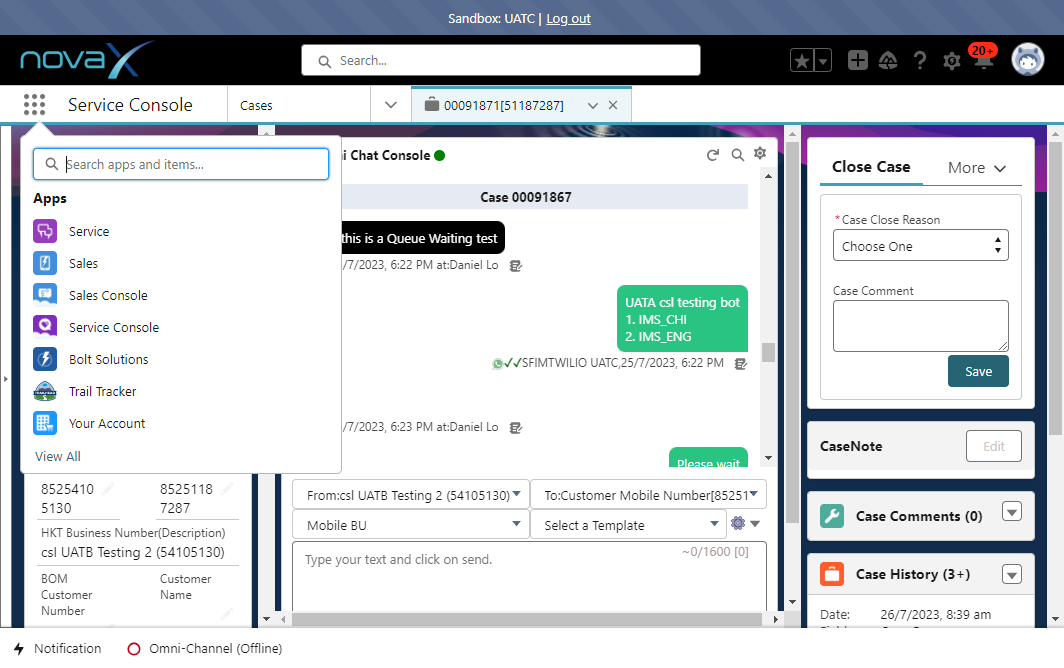 Sandbox: UATC | Log out
novaX
Search...
20+
Service Console
Cases
00091871[51187287]
Search apps and items...
Apps
Service
Sales
Sales Console
Service Console
Bolt Solutions
Trail Tracker
Your Account
View All
8525410
5130
8525118
7287
HKT Business Number(Description)
csl UATB Testing 2 (54105130)
BOM
Customer
Number
Customer
Name
i Chat Console
Case 00091867
this is a Queue Waiting test
/7/2023, 6:22 PM at:Daniel Lo
UATA csl testing bot
1. IMS_CHI
2. IMS_ENG
SFIMTWILIO UATC,25/7/2023, 6:22 PM
/7/2023, 6:23 PM at:Daniel Lo
Please wait
From:csl UATB Testing 2 (54105130)
To:Customer Mobile Number[85251
Mobile BU
Select a Template
~0/1600 [0]
Type your text and click on send.
Close Case
More
*Case Close Reason
Choose One
Case Comment
Save
CaseNote
Edit
Case Comments (0)
Case History (3+)
Date:
26/7/2023, 8:39 am
Notification
Omni-Channel (Offline)